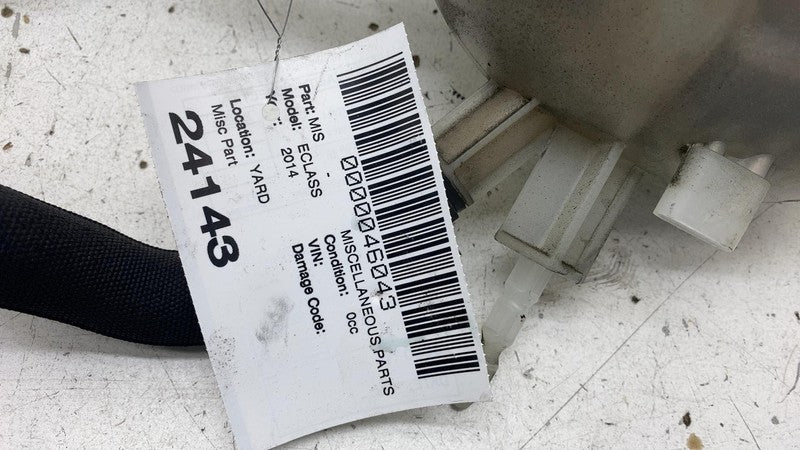 0000046043
Part: MIS - MISCELLANEOUS PARTS
Model: ECLASS Condition: 0cc
2014 VIN:
Damage Code:
Location: YARD
Misc Part
24143